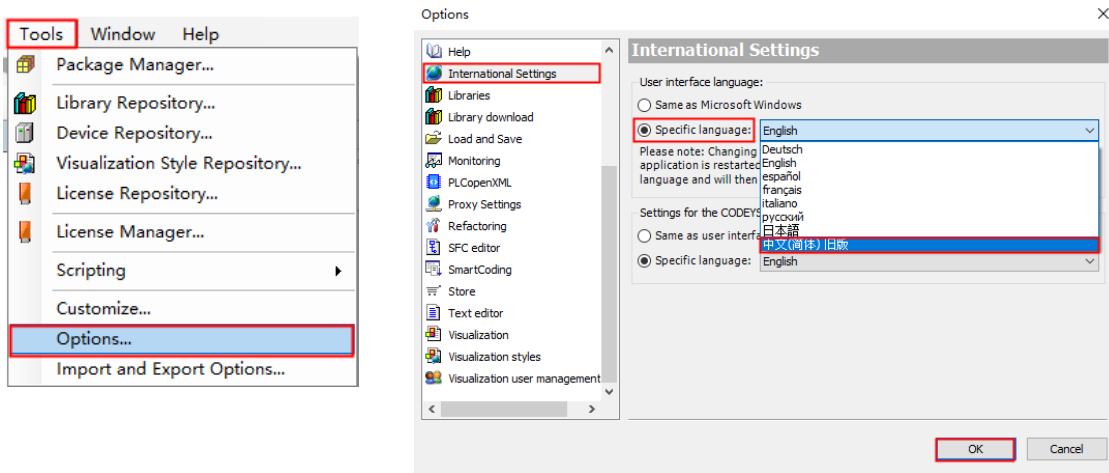 Tools Window Help
Package Manager...
Library Repository...
Device Repository...
Visualization Style Repository...
License Repository...
License Manager...
Scripting
Customize...
Options...
Import and Export Options...
Options
Help
International Settings
Libraries
Library download
Load and Save
Monitoring
PLCopenXML
Proxy Settings
Refactoring
SFC editor
SmartCoding
Store
Text editor
Visualization
Visualization styles
Visualization user management
International Settings
User interface language:
Same as Microsoft Windows
Specific language: English
Deutsch
English
español
français
italiano
русский
日本語
中文(简体) 旧版
Please note: Changing
application is restarted
language and will then
Settings for the CODEYS
Same as user interfa
Specific language: English
OK Cancel